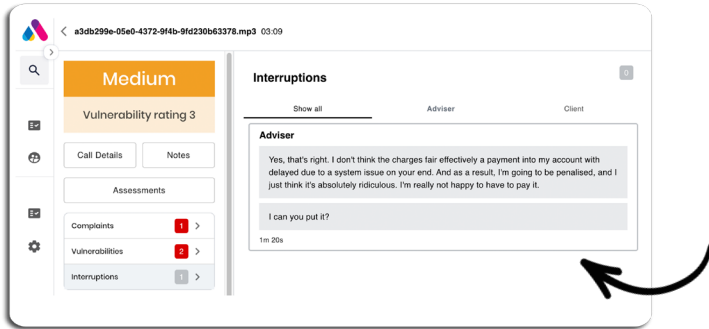 a3db299e-05e0-4372-9f4b-9fd230b63378.mp3 03:09
Medium
Vulnerability rating 3
Call Details
Notes
Assessments
Complaints 1
Vulnerabilities 2
Interruptions 1
Interruptions
0
Show all
Adviser
Client
Adviser
Yes, that's right. I don't think the charges fair effectively a payment into my account with
delayed due to a system issue on your end. And as a result, I'm going to be penalised, and I
just think it's absolutely ridiculous. I'm really not happy to have to pay it.
I can you put it?
1m 20s